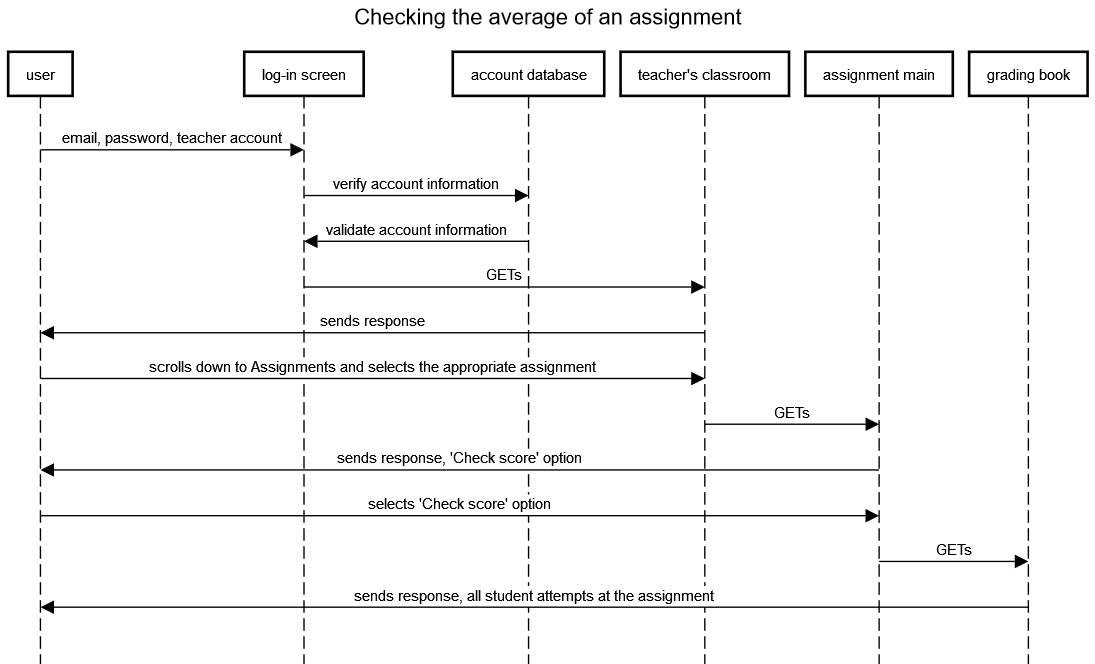 Checking the average of an assignment
user
log-in screen
account database
teacher's classroom
assignment main
grading book
email, password, teacher account
verify account information
validate account information
GETs
sends response
scrolls down to Assignments and selects the appropriate assignment
GETs
sends response, 'Check score' option
selects 'Check score' option
GETs
sends response, all student attempts at the assignment